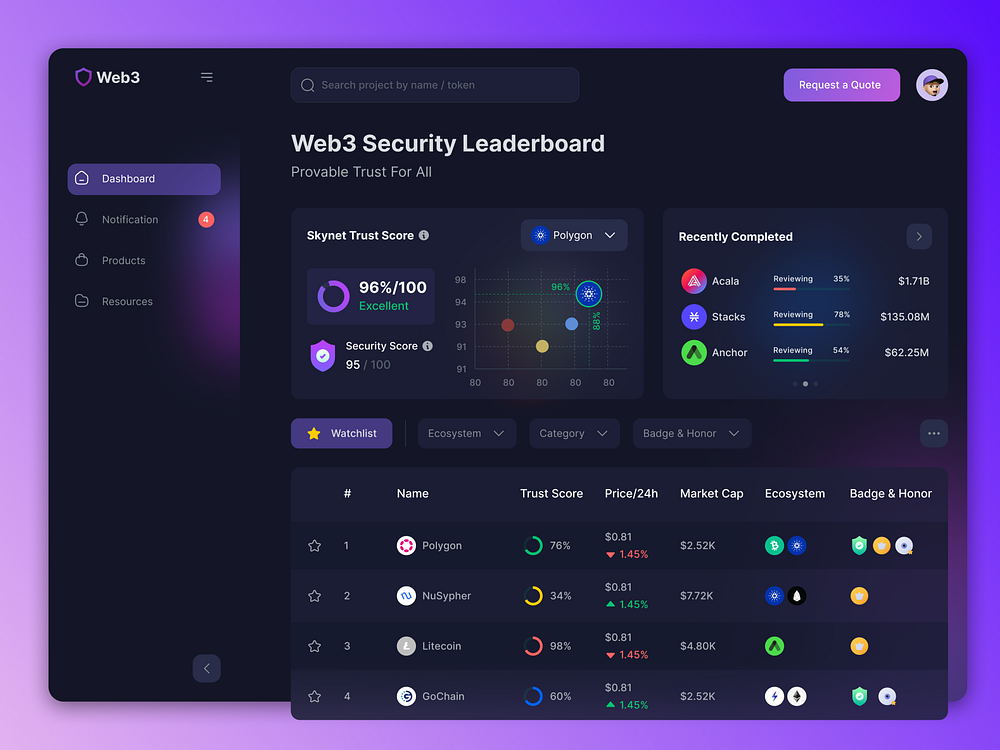 Web3
Search project by name / token
Request a Quote
Dashboard
Notification
4
Products
Resources
Web3 Security Leaderboard
Provable Trust For All
Skynet Trust Score
Polygon
96%/100
Excellent
Security Score
95 / 100
98
94
93
91
91
80 80 80 80 80
96%
88%
Recently Completed
Acala Reviewing 35% $1.71B
Stacks Reviewing 78% $135.08M
Anchor Reviewing 54% $62.25M
Watchlist Ecosystem Category Badge & Honor
# Name Trust Score Price/24h Market Cap Ecosystem Badge & Honor
1 Polygon 76% $0.81 1.45% $2.52K
2 NuSypher 34% $0.81 1.45% $7.72K
3 Litecoin 98% $0.81 1.45% $4.80K
4 GoChain 60% $0.81 1.45% $2.52K